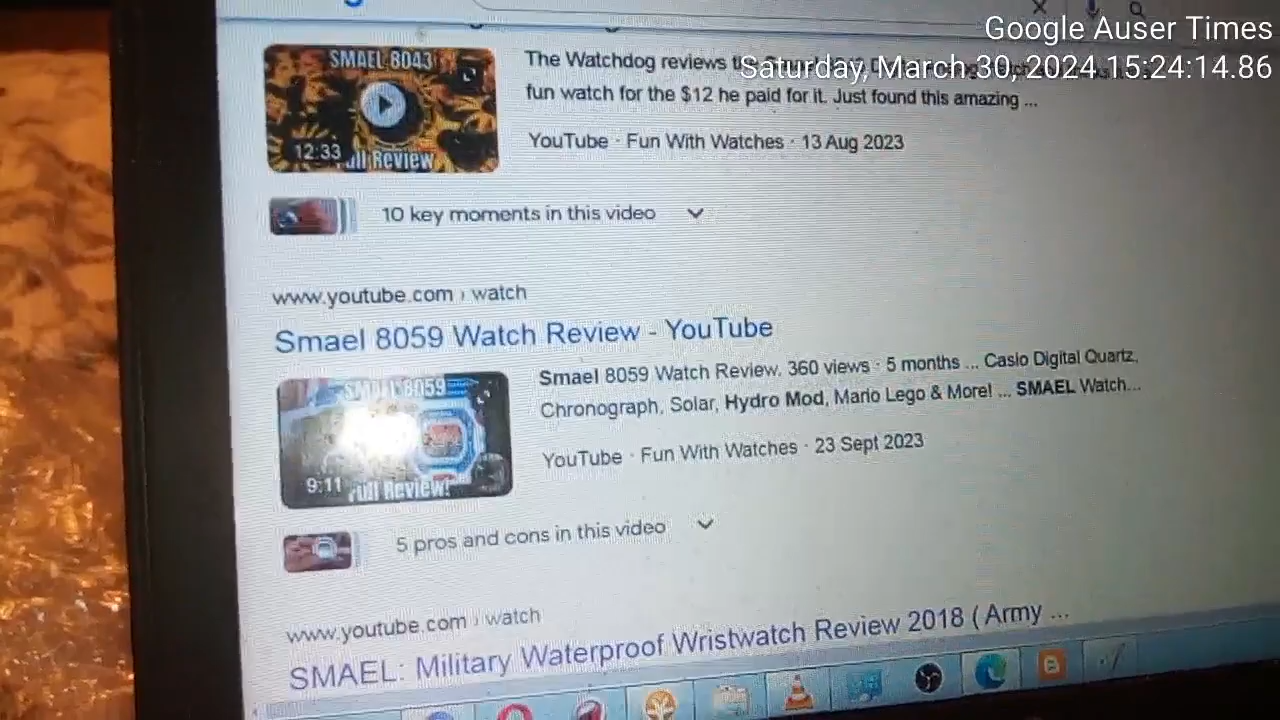 Google Auser Times
Saturday, March 30, 2024 15:24:14.86
SMAEL 8043
12:33
Full Review
The Watchdog reviews
fun watch for the $12 he paid for it. Just found this amazing ...
YouTube · Fun With Watches · 13 Aug 2023
10 key moments in this video
www.youtube.com › watch
Smael 8059 Watch Review - YouTube
SMAEL 8059
9:11
Full Review!
Smael 8059 Watch Review. 360 views · 5 months ... Casio Digital Quartz,
Chronograph, Solar, Hydro Mod, Mario Lego & More! ... SMAEL Watch...
YouTube · Fun With Watches · 23 Sept 2023
5 pros and cons in this video
www.youtube.com › watch
SMAEL: Military Waterproof Wristwatch Review 2018 ( Army ...